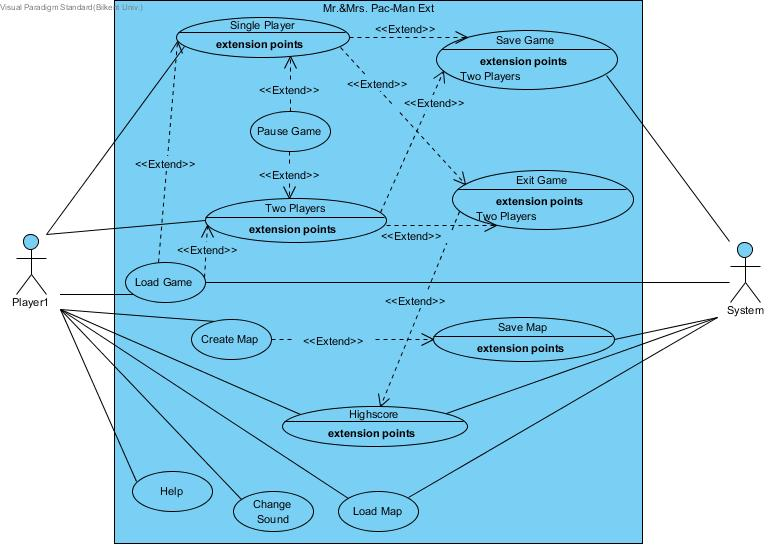 Visual Paradigm Standard(Bilkent Univ.)
Mr.&Mrs. Pac-Man Ext
Single Player
extension points
<<Extend>>
Save Game
extension points
Two Players
<<Extend>>
<<Extend>>
<<Extend>>
Pause Game
<<Extend>>
<<Extend>>
Exit Game
extension points
Two Players
Two Players
extension points
<<Extend>>
<<Extend>>
Load Game
Player1
System
<<Extend>>
Create Map
<<Extend>>
Save Map
extension points
Highscore
extension points
Help
Change
Sound
Load Map